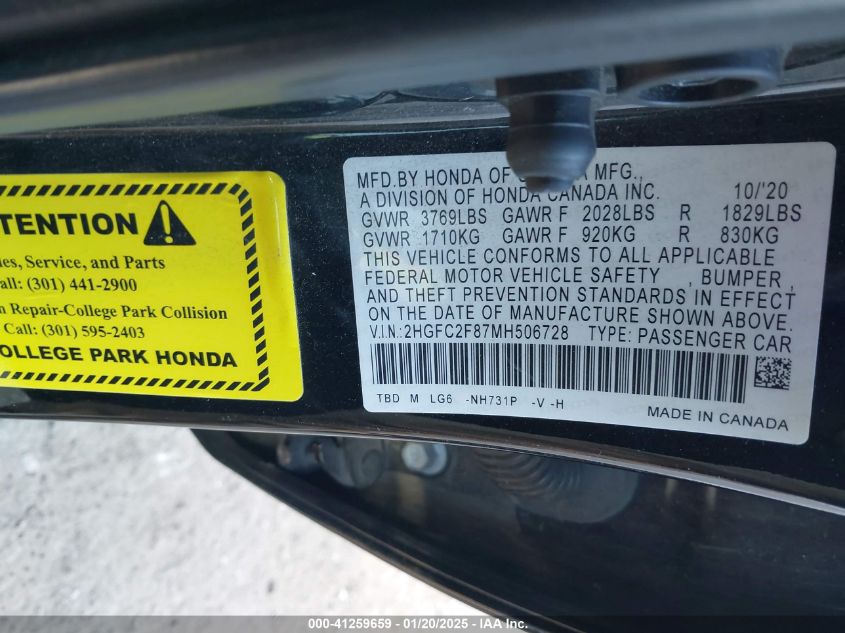 TENTION
es, Service, and Parts
all: (301) 441-2900
n Repair-College Park Collision
Call: (301) 595-2403
OLLEGE PARK HONDA
MFD.BY HONDA OF A MFG.,
A DIVISION OF HONDA CANADA INC. 10/'20
GVWR 3769LBS GAWR F 2028LBS R 1829LBS
GVWR 1710KG GAWR F 920KG R 830KG
THIS VEHICLE CONFORMS TO ALL APPLICABLE
FEDERAL MOTOR VEHICLE SAFETY , BUMPER ,
AND THEFT PREVENTION STANDARDS IN EFFECT
ON THE DATE OF MANUFACTURE SHOWN ABOVE.
V.I.N.:2HGFC2F87MH506728 TYPE: PASSENGER CAR
TBD M LG6 -NH731P -V -H
MADE IN CANADA
000-41259659 - 01/20/2025 - IAAI Inc.